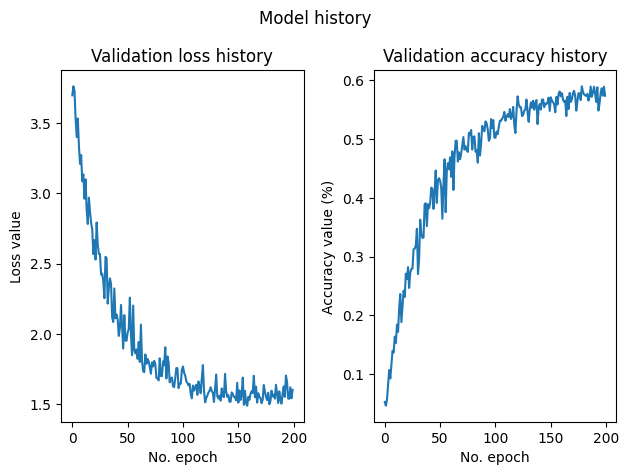 Model history
Validation loss history
Loss value
3.5
3.0
2.5
2.0
1.5
0 50 100 150 200
No. epoch
Validation accuracy history
Accuracy value (%)
0.6
0.5
0.4
0.3
0.2
0.1
0 50 100 150 200
No. epoch